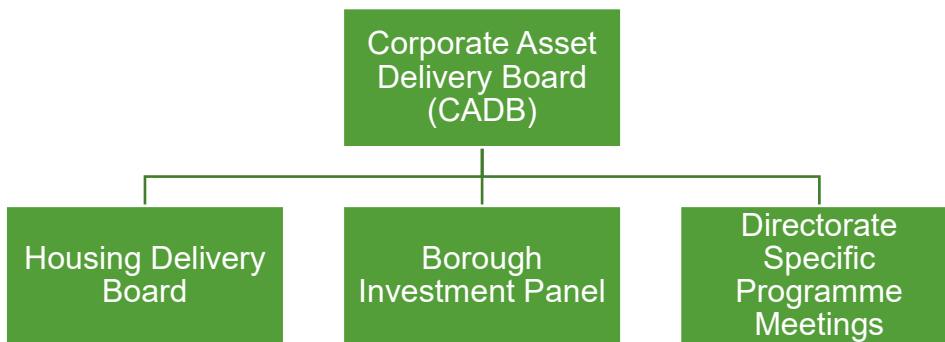 Corporate Asset
Delivery Board
(CADB)
Housing Delivery
Board
Borough
Investment Panel
Directorate
Specific
Programme
Meetings